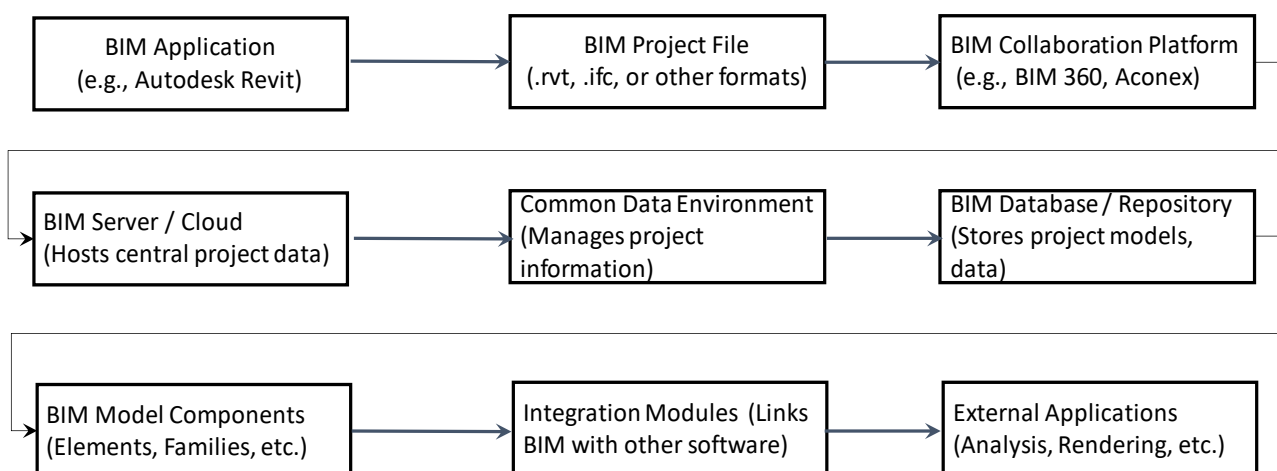 BIM Application
(e.g., Autodesk Revit)
BIM Project File
(.rvt, .ifc, or other formats)
BIM Collaboration Platform
(e.g., BIM 360, Aconex)
BIM Server / Cloud
(Hosts central project data)
Common Data Environment
(Manages project
information)
BIM Database / Repository
(Stores project models,
data)
BIM Model Components
(Elements, Families, etc.)
Integration Modules (Links
BIM with other software)
External Applications
(Analysis, Rendering, etc.)